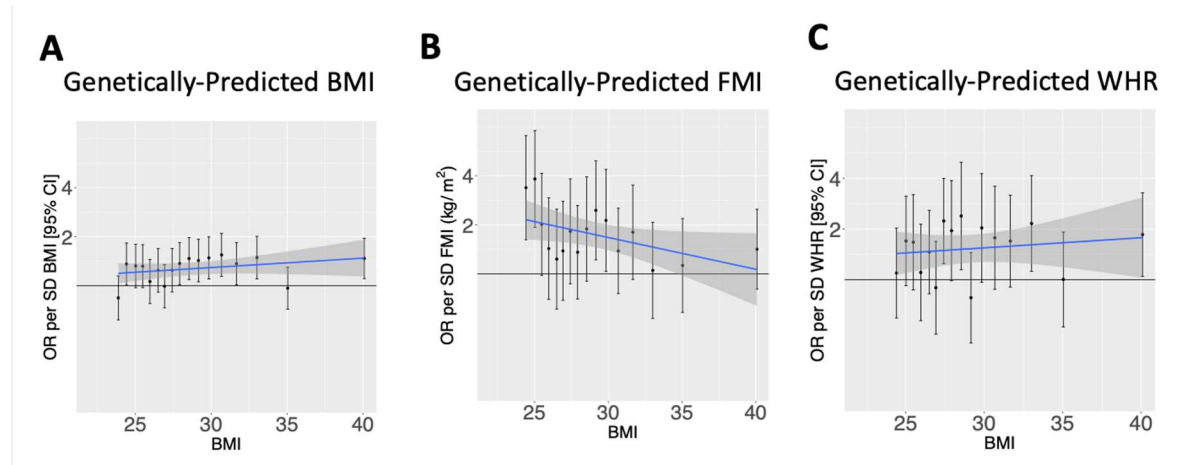 A
Genetically-Predicted BMI
OR per SD BMI [95% CI]
4
2
25 30 35 40
BMI
B
Genetically-Predicted FMI
OR per SD FMI (kg/ m²)
4
2
25 30 35 40
BMI
C
Genetically-Predicted WHR
OR per SD WHR [95% CI]
4
2
25 30 35 40
BMI